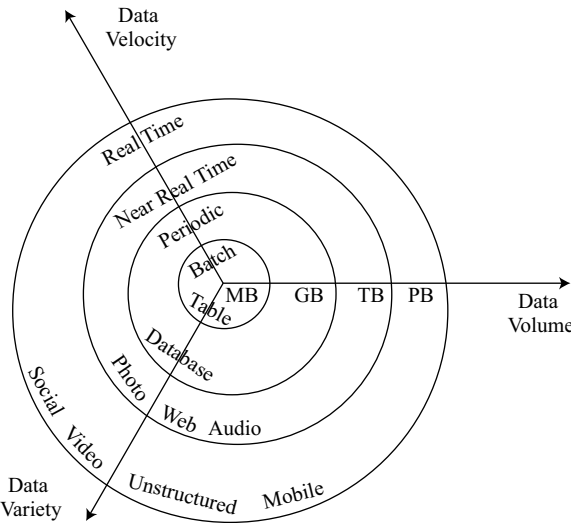 Data
Velocity
Real Time
Near Real Time
Periodic
Batch
MB
GB
TB
PB
Data
Volume
Table
Database
Photo
Web
Audio
Social
Video
Unstructured
Mobile
Data
Variety